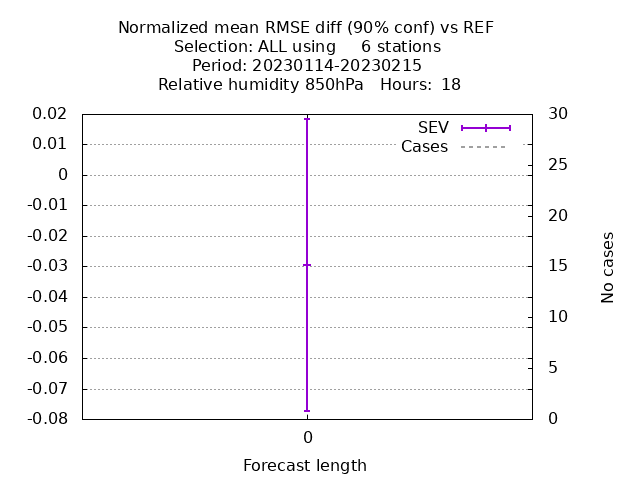 Normalized mean RMSE diff (90% conf) vs REF
Selection: ALL using     6 stations
Period: 20230114-20230215
Relative humidity 850hPa   Hours:  18
0.02
0.01
0
-0.01
-0.02
-0.03
-0.04
-0.05
-0.06
-0.07
-0.08
SEV
Cases
30
25
20
15
10
5
0
No cases
0
Forecast length